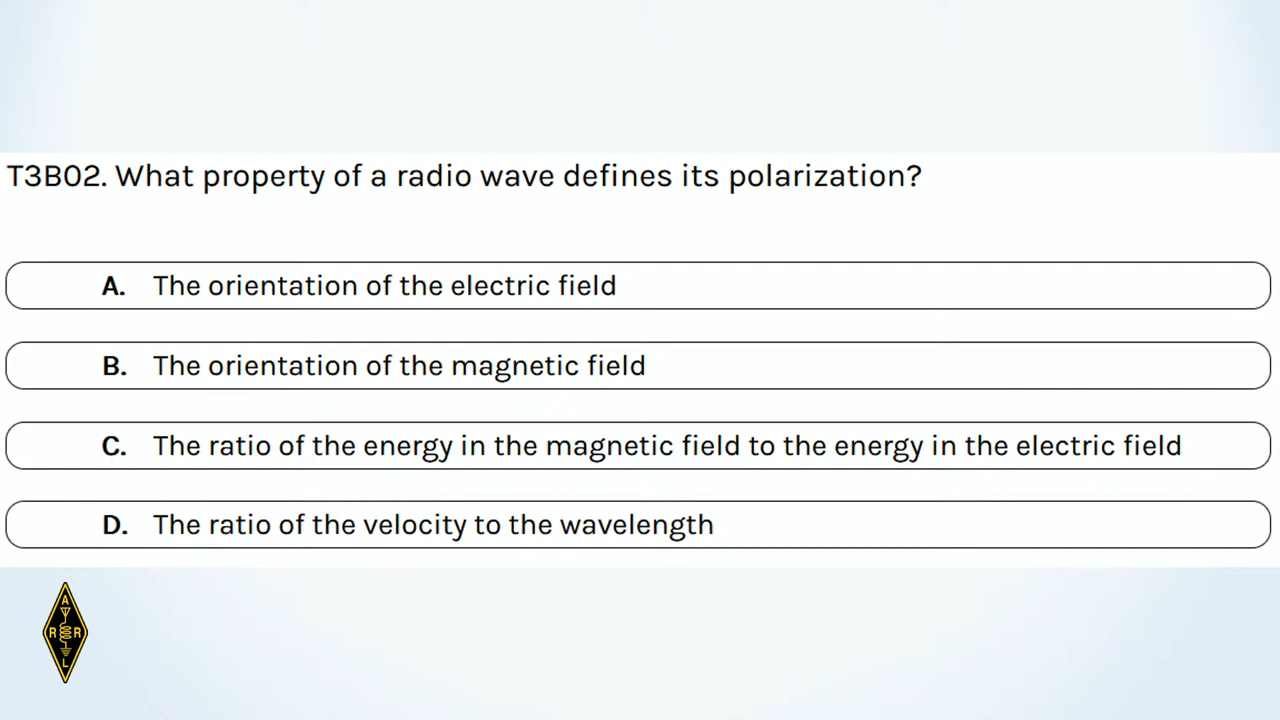 T3B02. What property of a radio wave defines its polarization?
A. The orientation of the electric field
B. The orientation of the magnetic field
C. The ratio of the energy in the magnetic field to the energy in the electric field
D. The ratio of the velocity to the wavelength
A
R R
L